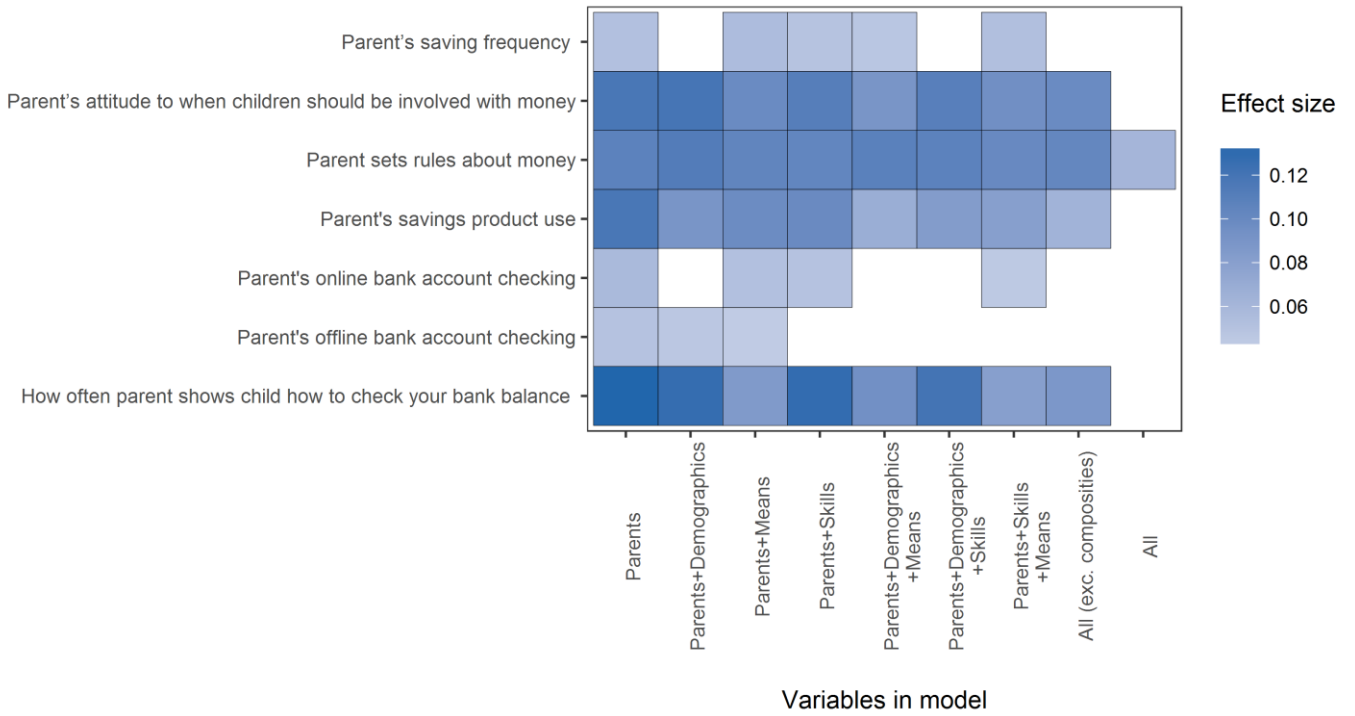 Parent’s saving frequency
Parent’s attitude to when children should be involved with money
Parent sets rules about money
Parent's savings product use
Parent's online bank account checking
Parent's offline bank account checking
How often parent shows child how to check your bank balance
Parents
Parents+Demographics
Parents+Means
Parents+Skills
Parents+Demographics
+Means
Parents+Demographics
+Skills
Parents+Skills
+Means
All (exc. composities)
All
Variables in model
Effect size
0.12
0.10
0.08
0.06